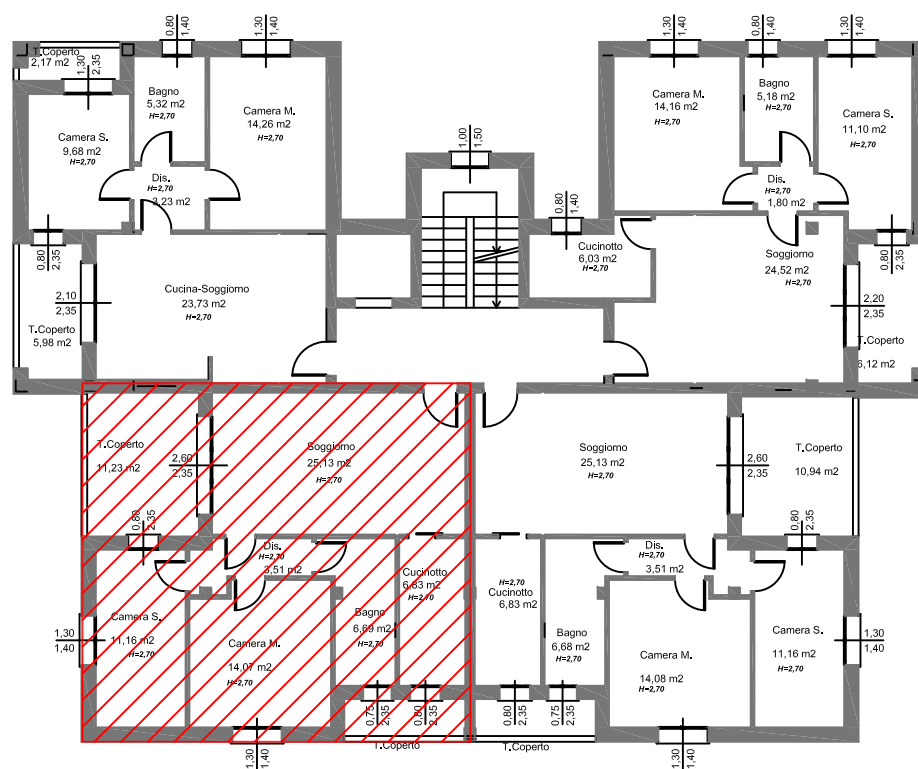 0,80
1,40
1,30
1,40
1,30
1,40
0,80
1,40
1,30
1,40
T.Coperto
2,17 m2
1,30
2,35
Bagno
5,32 m2
H=2,70
Camera M.
14,26 m2
H=2,70
Camera S.
9,68 m2
H=2,70
Dis.
H=2,70
3,23 m2
1,00
1,50
0,80
1,40
Camera M.
14,16 m2
H=2,70
Bagno
5,18 m2
H=2,70
Camera S.
11,10 m2
H=2,70
Dis.
H=2,70
1,80 m2
0,80
2,35
2,10
2,35
T.Coperto
5,98 m2
Cucina-Soggiorno
23,73 m2
H=2,70
Cucinotto
6,03 m2
H=2,70
Soggiorno
24,52 m2
H=2,70
0,80
2,35
2,20
2,35
T.Coperto
6,12 m2
T.Coperto
11,23 m2
2,60
2,35
Soggiorno
25,13 m2
H=2,70
Soggiorno
25,13 m2
H=2,70
2,60
2,35
T.Coperto
10,94 m2
0,80
2,35
0,80
2,35
Dis.
H=2,70
3,51 m2
Cucinotto
6,83 m2
H=2,70
H=2,70
Cucinotto
6,83 m2
Dis.
H=2,70
3,51 m2
1,30
1,40
Camera S.
11,16 m2
H=2,70
Camera M.
14,07 m2
H=2,70
Bagno
6,69 m2
H=2,70
Bagno
6,68 m2
H=2,70
Camera M.
14,08 m2
H=2,70
Camera S.
11,16 m2
H=2,70
1,30
1,40
0,75
2,35
0,80
2,35
0,80
2,35
0,75
2,35
T.Coperto
T.Coperto
1,30
1,40
1,30
1,40